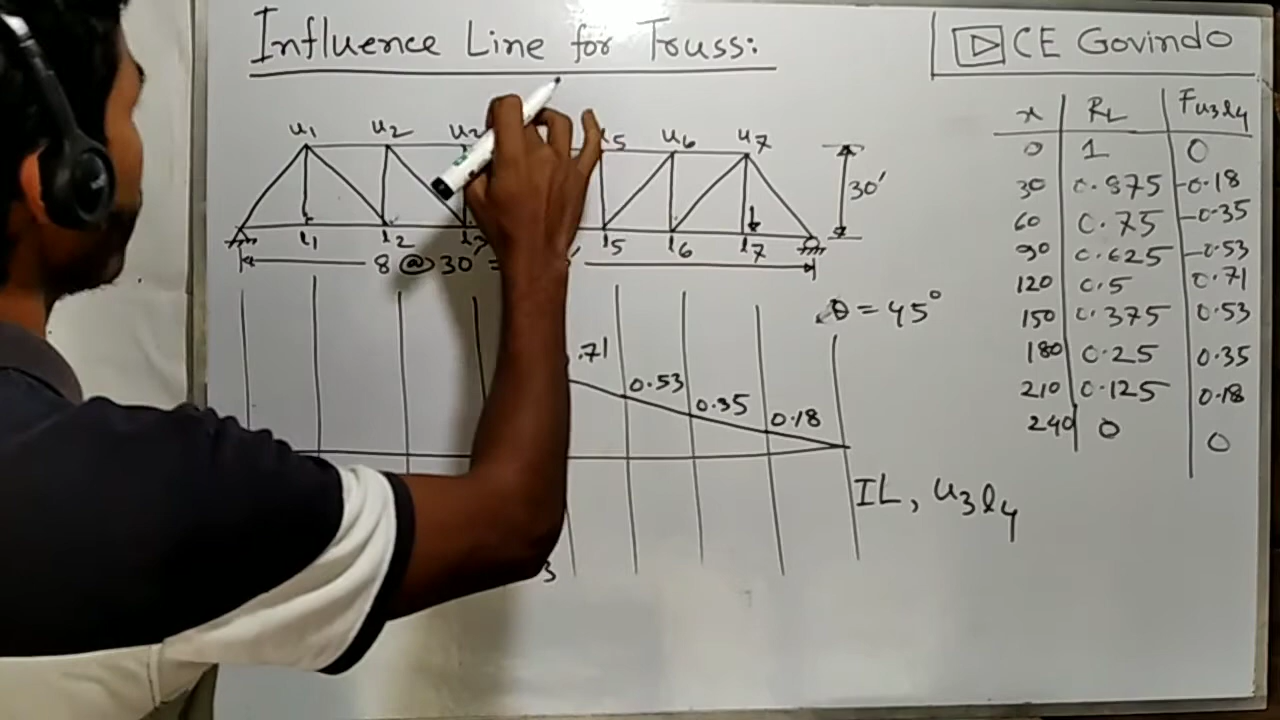 Influence Line for Truss:
CE Govindo
u1 u2 u5 u6 u7
30'
l1 l2 l5 l6 l7
8 @ 30' =
θ = 45°
.71 0.53 0.35 0.18
IL, u3l4
3
x RL Fu3l4
0 1 0
30 0.875 -0.18
60 0.75 -0.35
90 0.625 -0.53
120 0.5 0.71
150 0.375 0.53
180 0.25 0.35
210 0.125 0.18
240 0 0